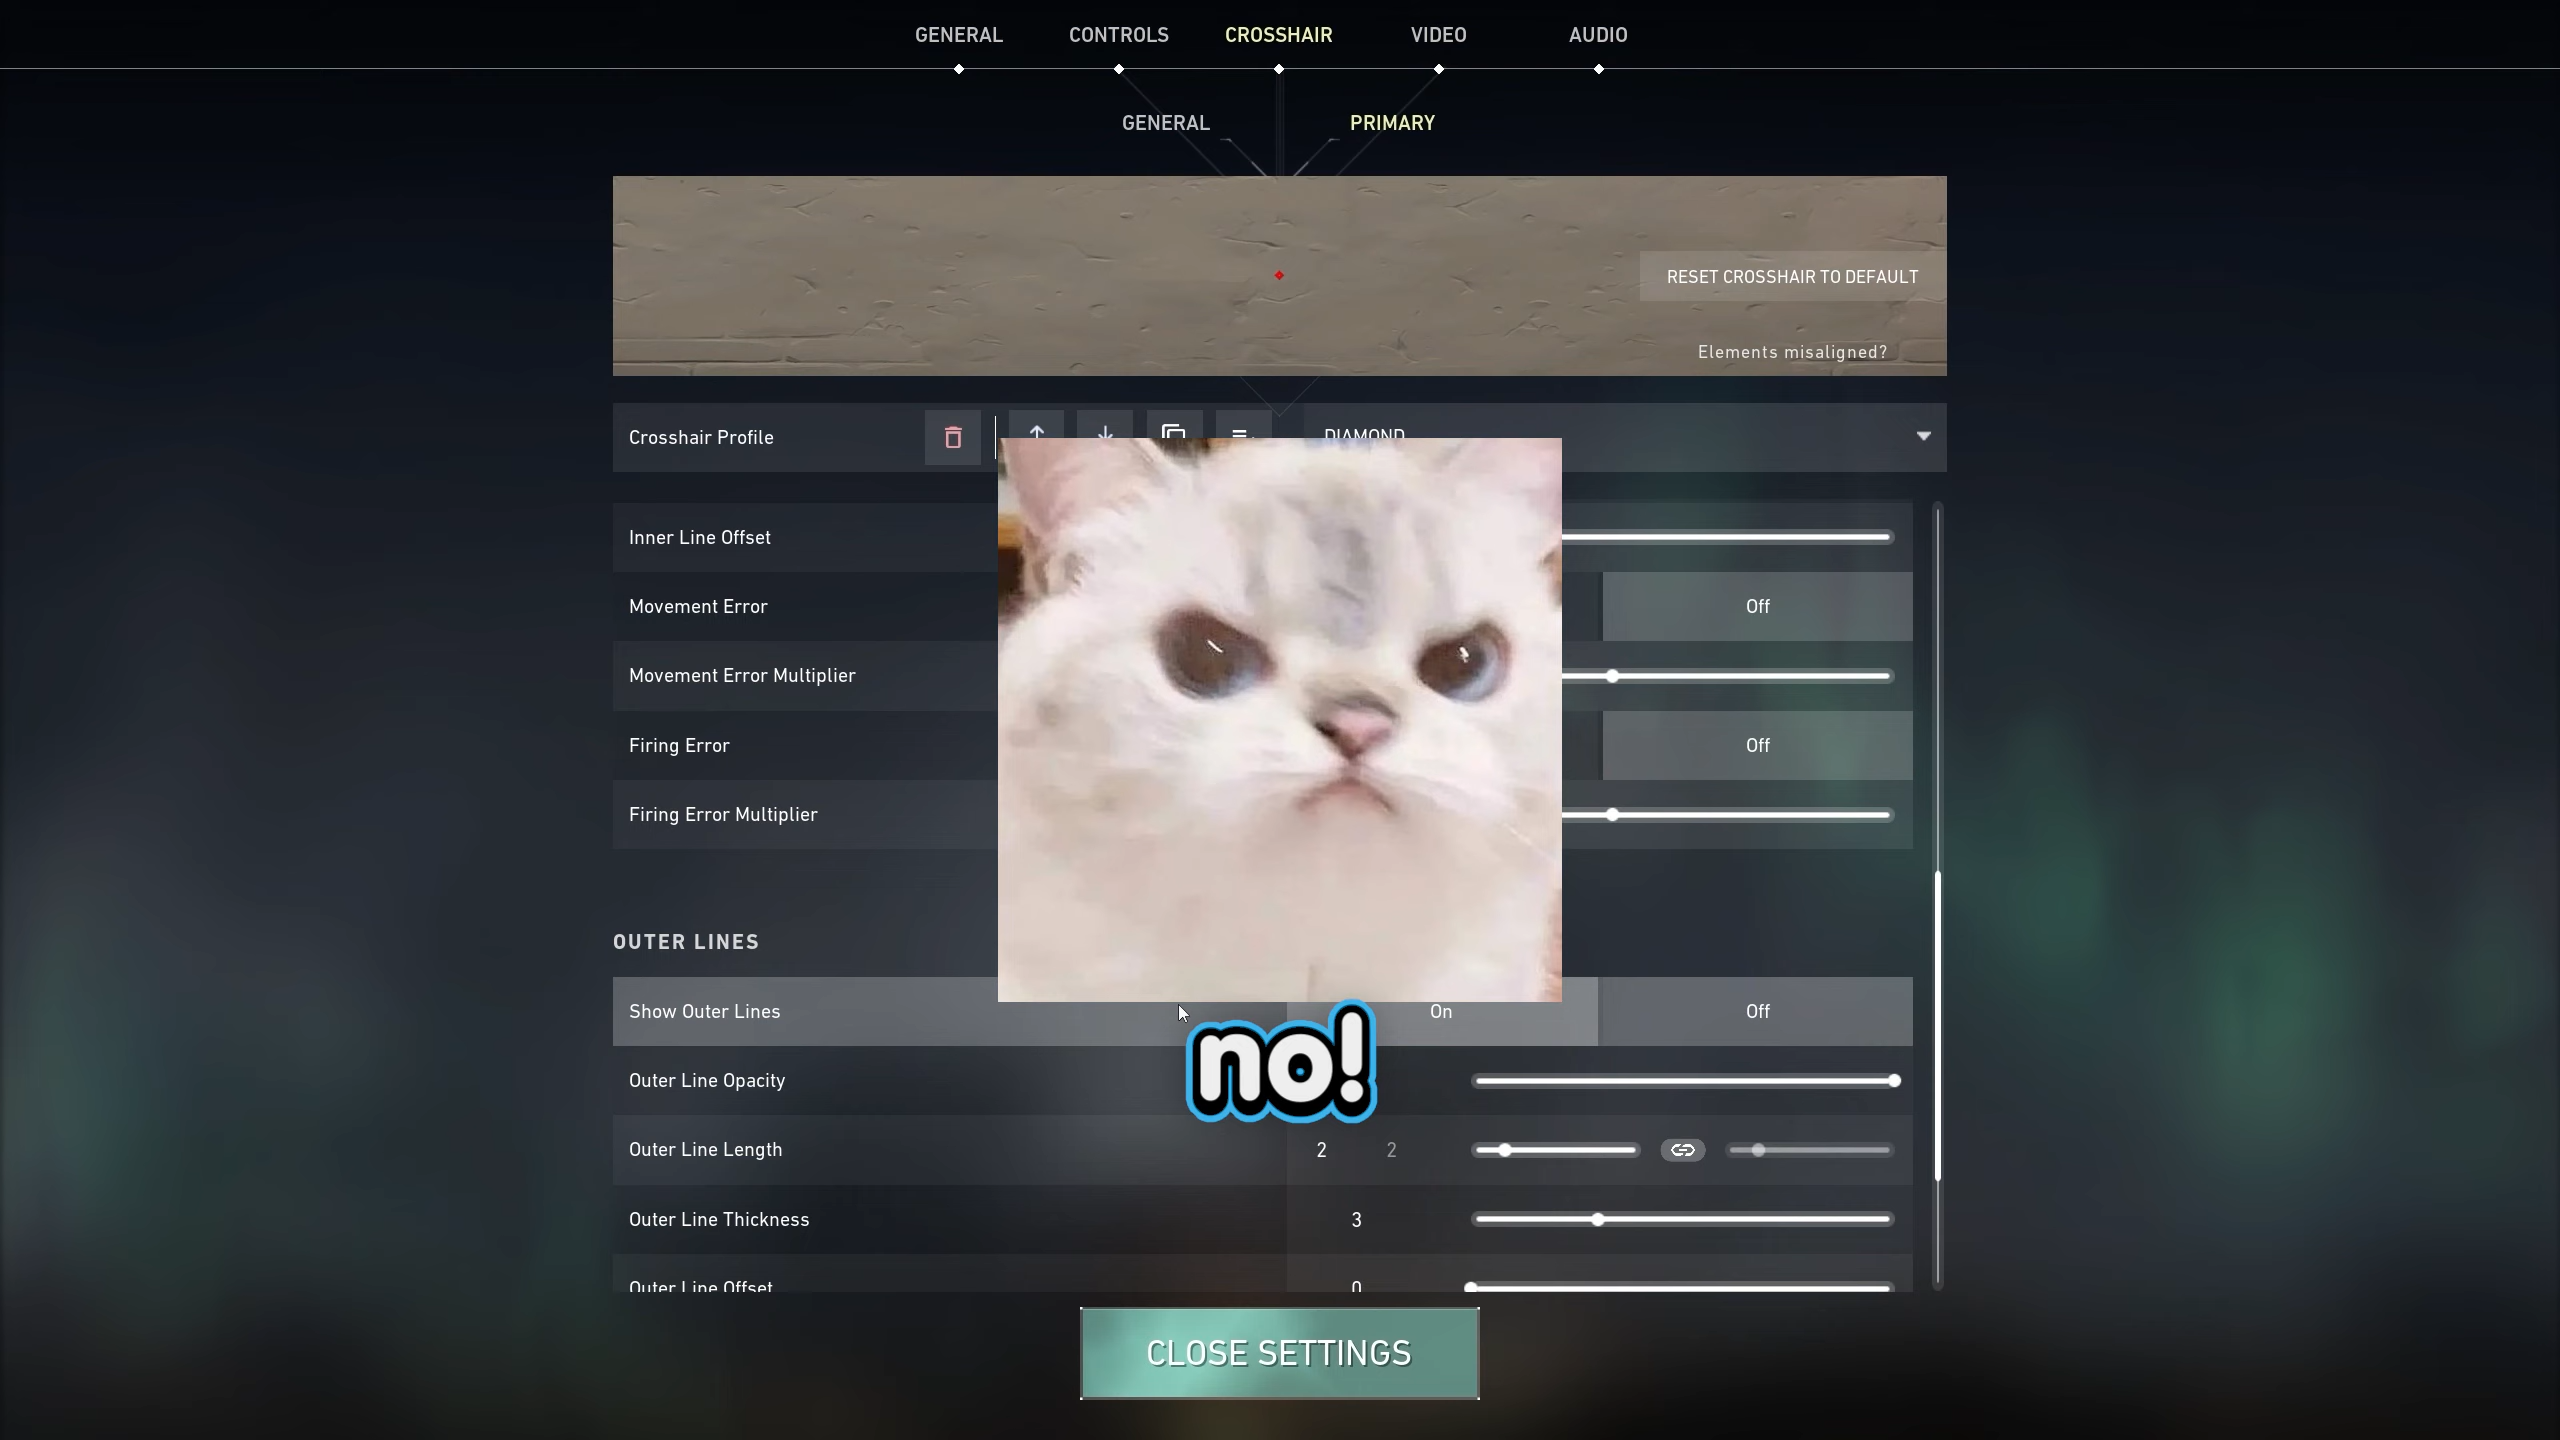 GENERAL CONTROLS CROSSHAIR VIDEO AUDIO
GENERAL PRIMARY
RESET CROSSHAIR TO DEFAULT
Elements misaligned?
Crosshair Profile DIAMOND
Inner Line Offset
Movement Error Off
Movement Error Multiplier
Firing Error Off
Firing Error Multiplier
OUTER LINES
Show Outer Lines On Off
no!
Outer Line Opacity
Outer Line Length 2 2
Outer Line Thickness 3
Outer Line Offset 0
CLOSE SETTINGS